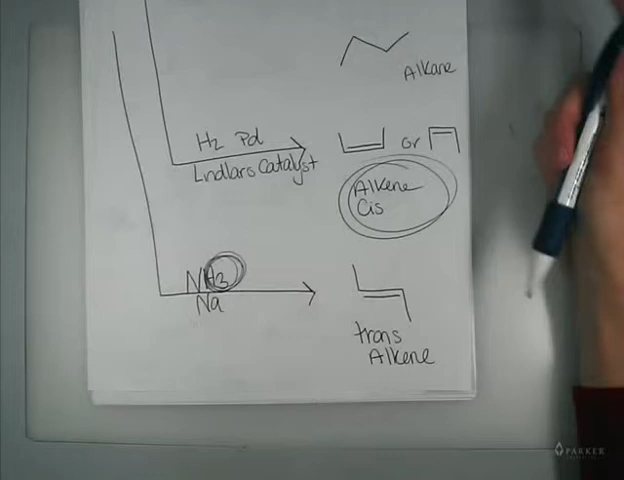 Alkane
H2 Pd
Lindlars Catalyst
or
Alkene
Cis
NH3
Na
trans
Alkene
PARKER